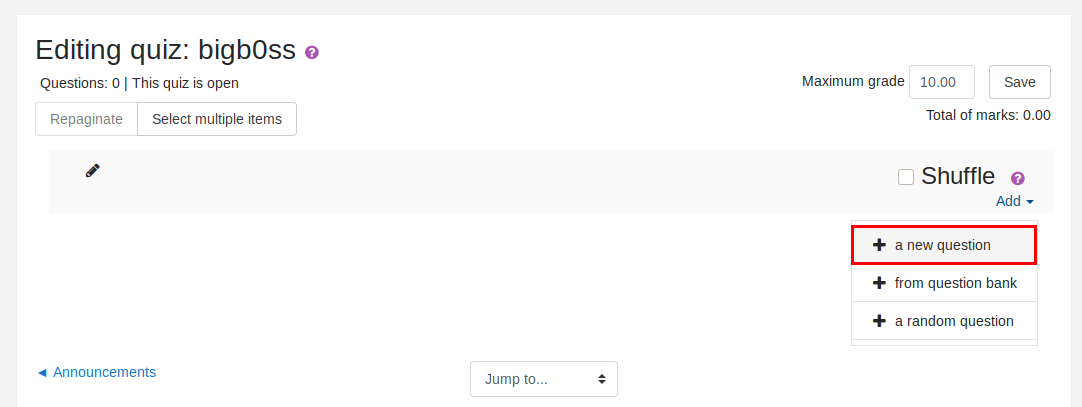 Editing quiz: bigb0ss
Questions: 0 | This quiz is open
Maximum grade 10.00 Save
Total of marks: 0.00
Repaginate Select multiple items
Shuffle
Add
a new question
from question bank
a random question
◄ Announcements
Jump to...